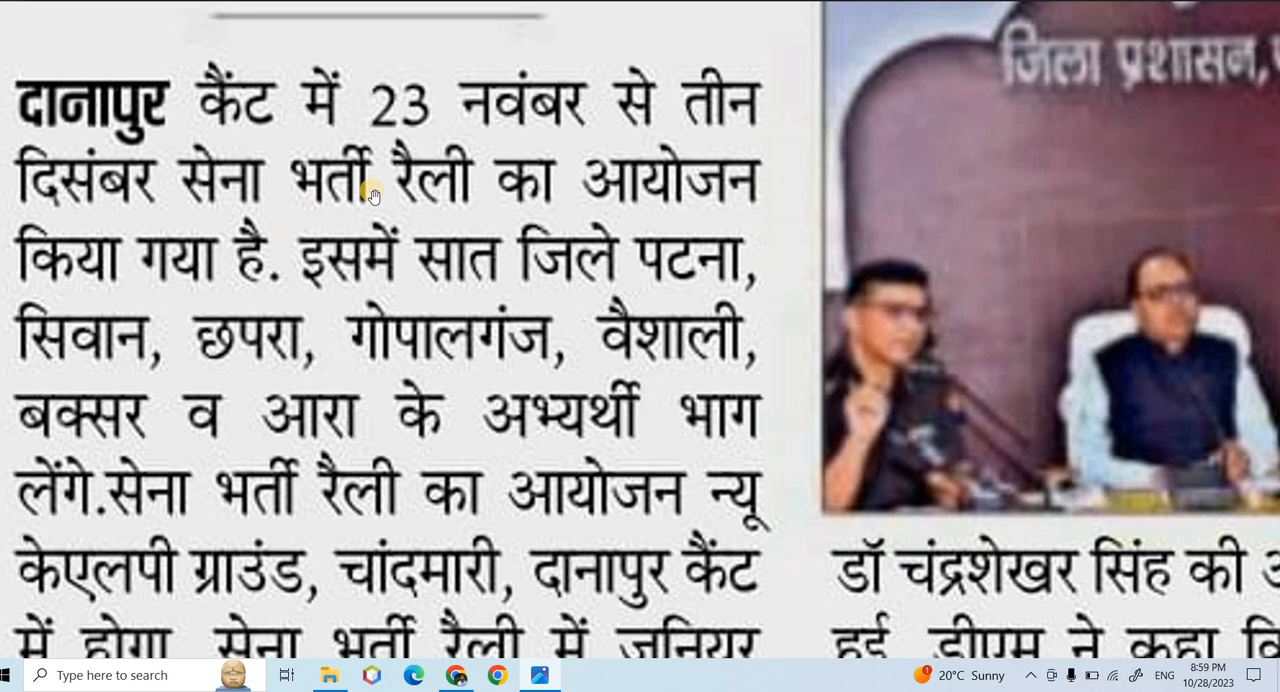 जिला प्रशासन,
दानापुर कैंट में 23 नवंबर से तीन
दिसंबर सेना भर्ती रैली का आयोजन
किया गया है. इसमें सात जिले पटना,
सिवान, छपरा, गोपालगंज, वैशाली,
बक्सर व आरा के अभ्यर्थी भाग
लेंगे.सेना भर्ती रैली का आयोजन न्यू
केएलपी ग्राउंड, चांदमारी, दानापुर कैंट
में होगा. सेना भर्ती रैली में जूनियर
डॉ चंद्रशेखर सिंह की
हुई. डीएम ने कहा कि
Type here to search
1
20°C Sunny
ENG
8:59 PM
10/28/2023